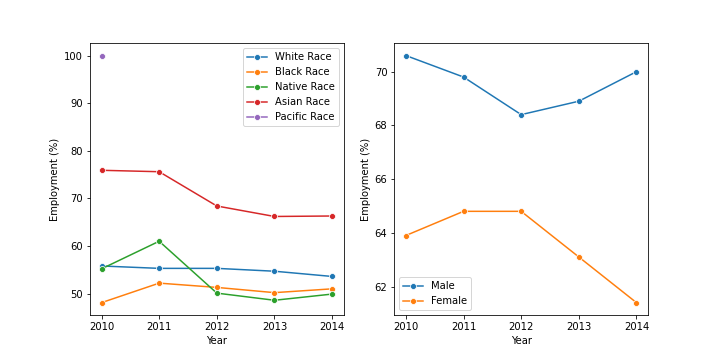 100
90
80
70
60
50
Employment (%)
2010 2011 2012 2013 2014
Year
White Race
Black Race
Native Race
Asian Race
Pacific Race
70
68
66
64
62
Employment (%)
2010 2011 2012 2013 2014
Year
Male
Female